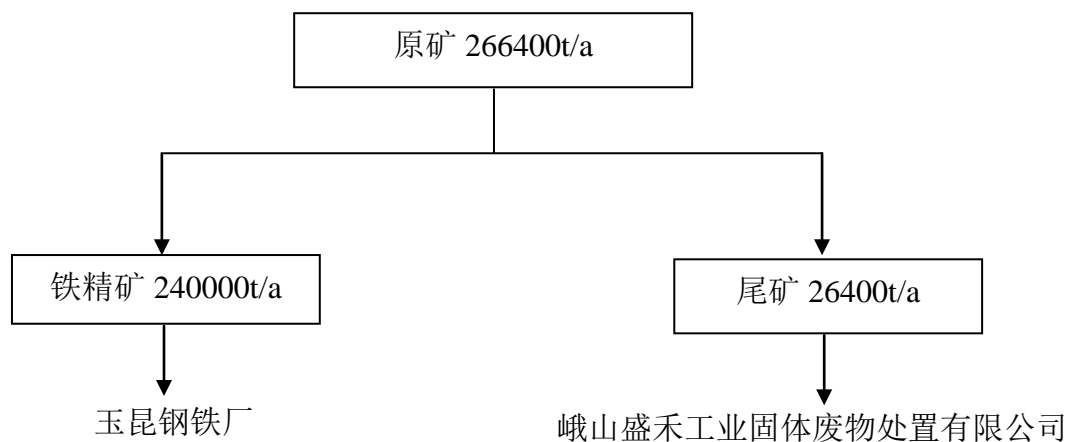 原矿 266400t/a
铁精矿 240000t/a
尾矿 26400t/a
玉昆钢铁厂
峨山盛禾工业固体废物处置有限公司